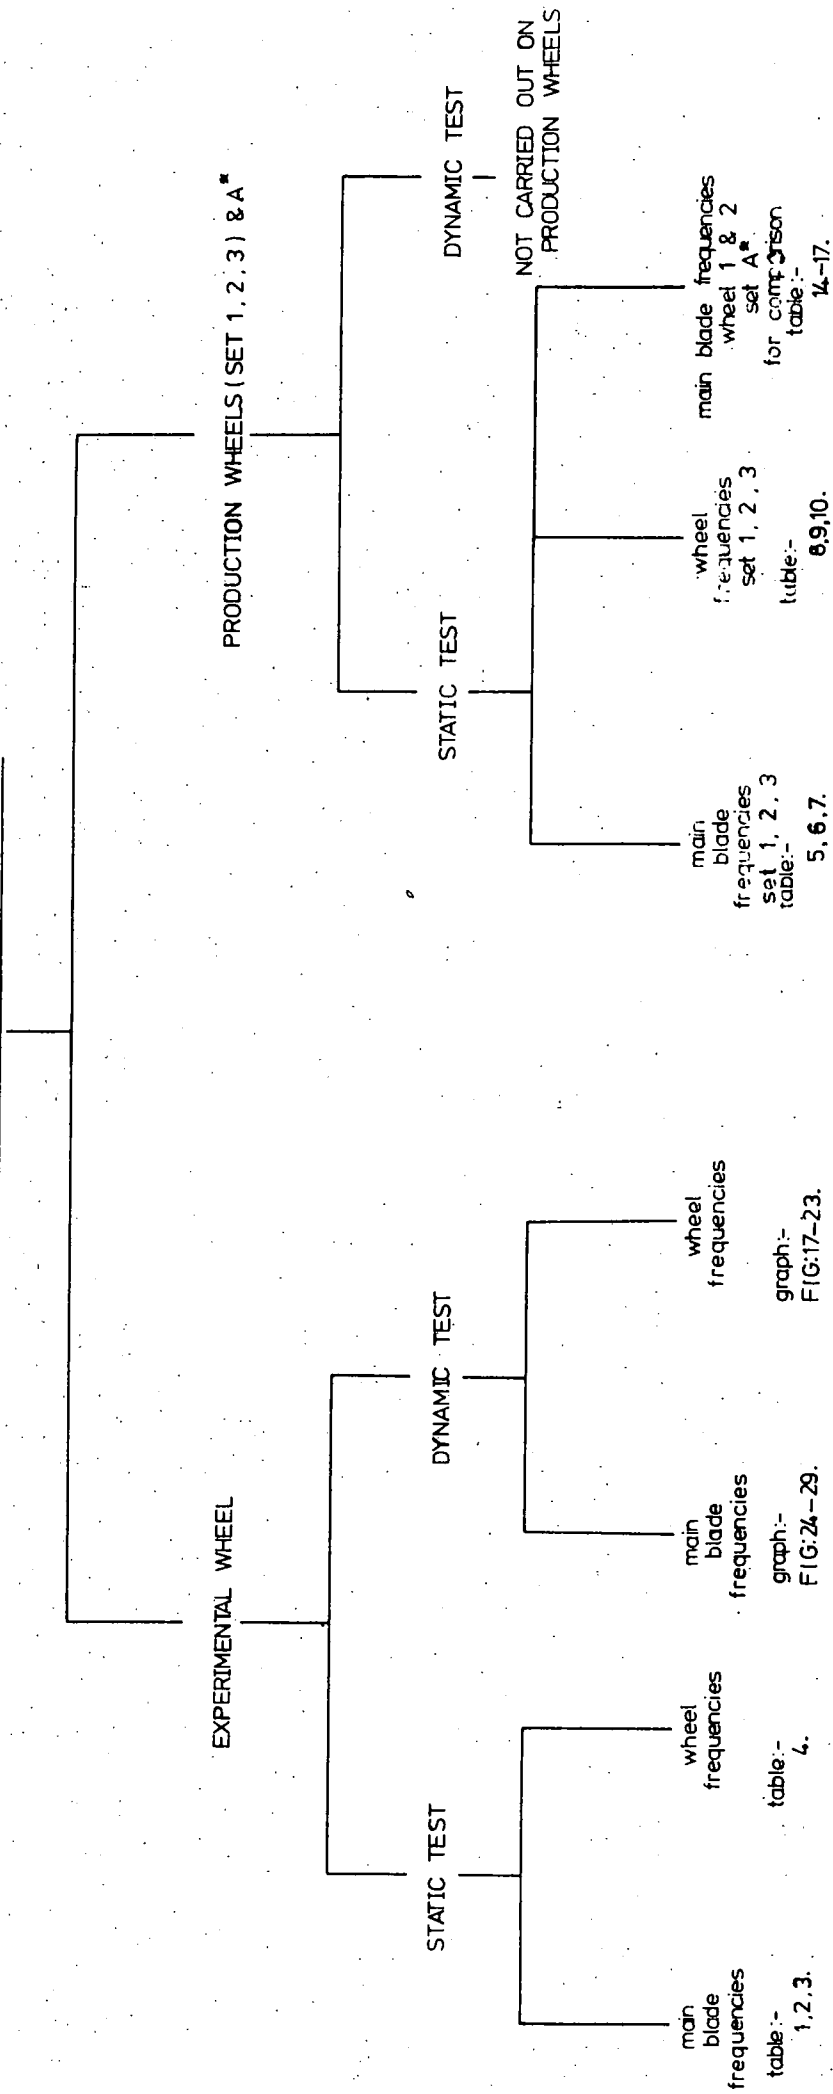 EXPERIMENTAL WHEEL
PRODUCTION WHEELS (SET 1, 2, 3) & A*
STATIC TEST
DYNAMIC TEST
STATIC TEST
DYNAMIC TEST
NOT CARRIED OUT ON
PRODUCTION WHEELS
main
blade
frequencies
table:-
1,2,3.
wheel
frequencies
table:-
4.
main
blade
frequencies
graph:-
FIG:24-29.
wheel
frequencies
graph:-
FIG:17-23.
main
blade
frequencies
set 1, 2, 3
table:-
5, 6,7.
wheel
frequencies
set 1, 2, 3
table:-
8,9,10.
main blade frequencies
wheel 1 & 2
set A*
for comparison
table:-
14-17.